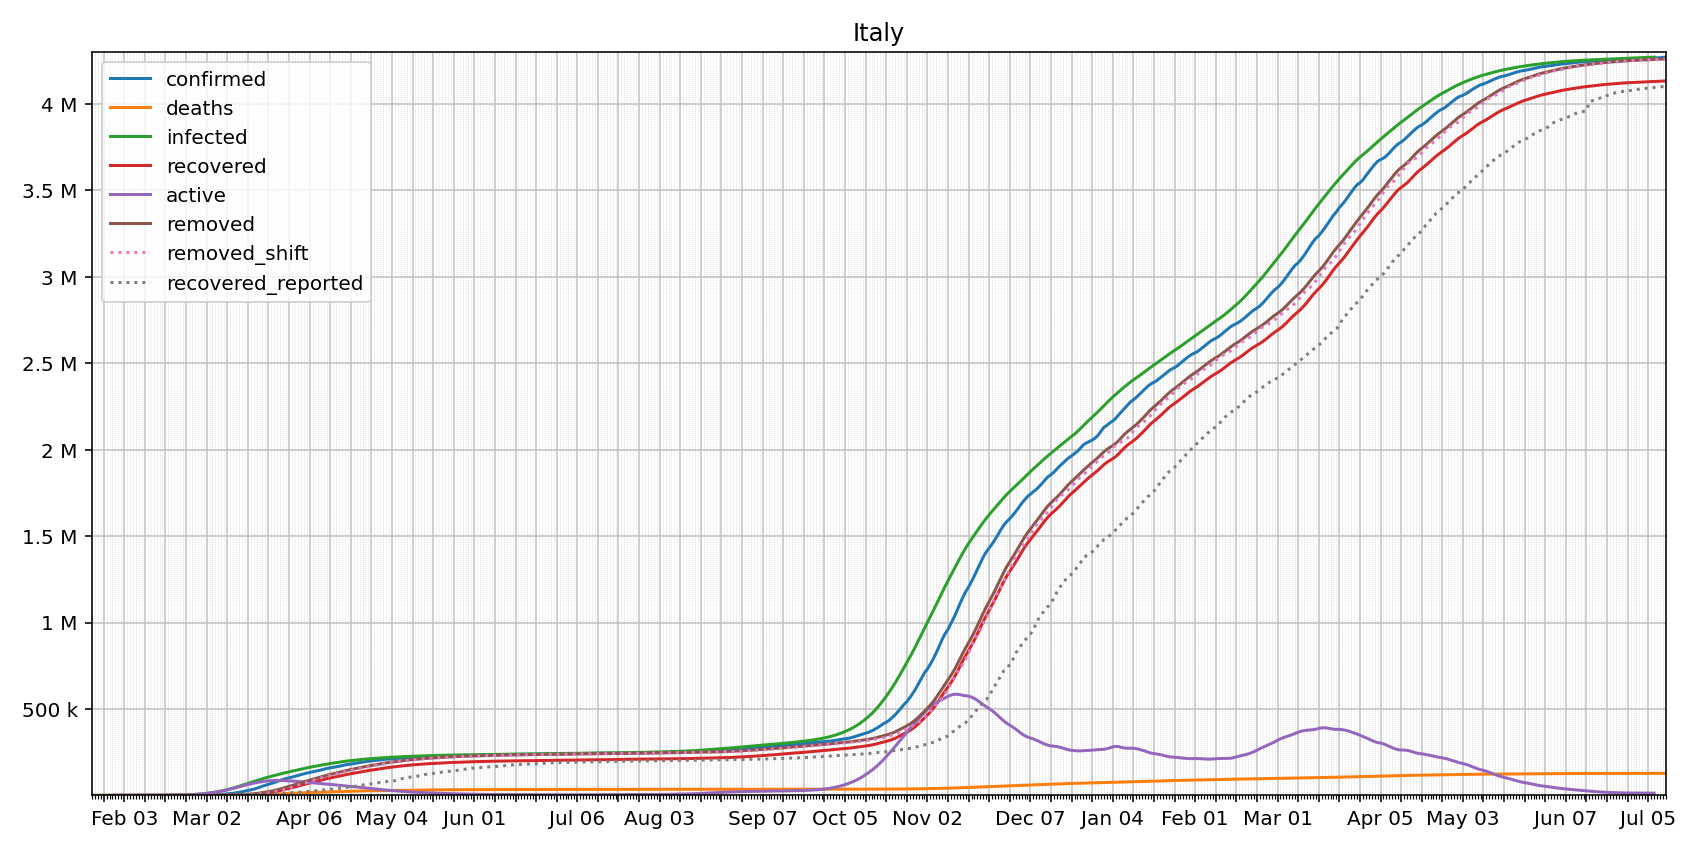 Italy
confirmed
deaths
infected
recovered
active
removed
removed_shift
recovered_reported
4 M
3.5 M
3 M
2.5 M
2 M
1.5 M
1 M
500 k
Feb 03 Mar 02 Apr 06 May 04 Jun 01 Jul 06 Aug 03 Sep 07 Oct 05 Nov 02 Dec 07 Jan 04 Feb 01 Mar 01 Apr 05 May 03 Jun 07 Jul 05